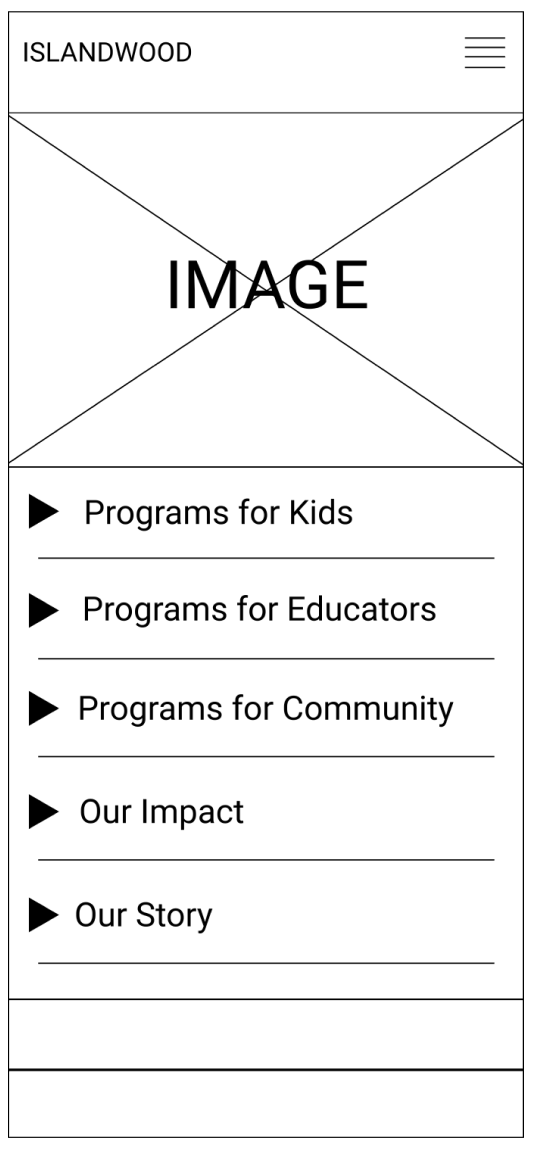 ISLANDWOOD
IMAGE
Programs for Kids
Programs for Educators
Programs for Community
Our Impact
Our Story